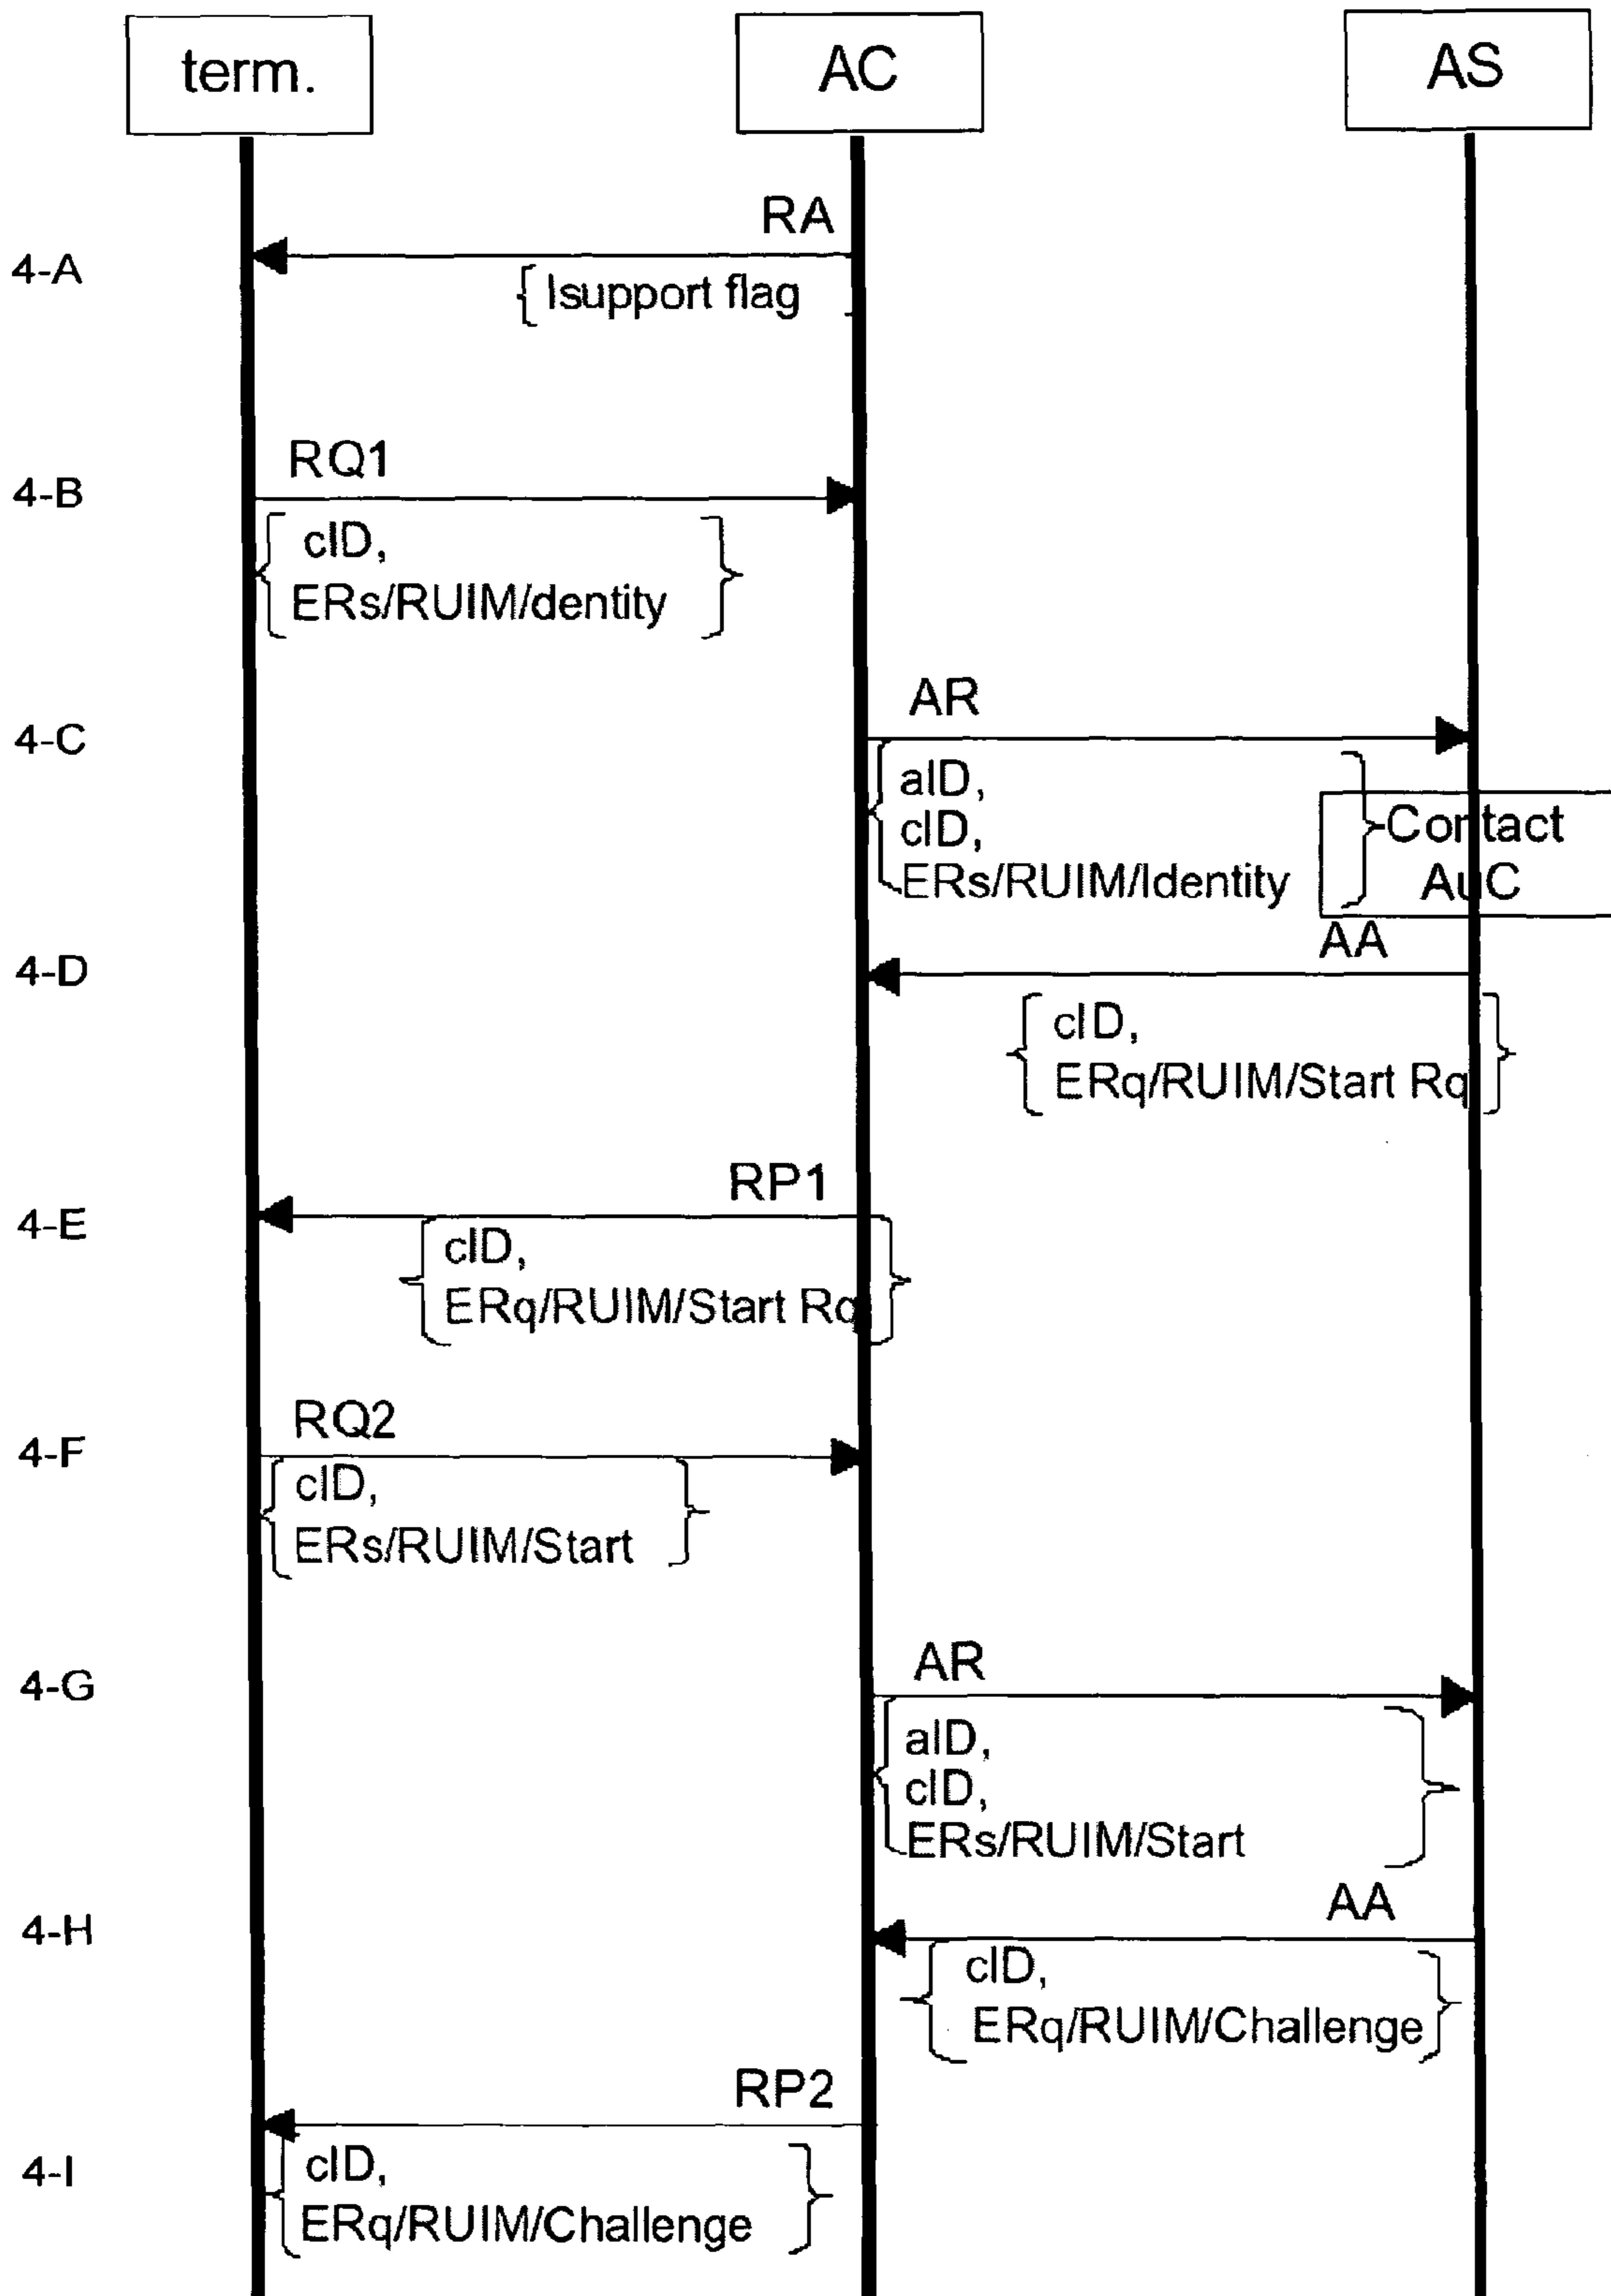 term.
AC
AS
RA
4-A
{ Isupport flag
RQ1
4-B
cID,
ERs/RUIM/dentity
AR
4-C
aID,
cID,
ERs/RUIM/Identity
Contact
AuC
AA
4-D
cID,
ERq/RUIM/Start Rq
RP1
4-E
cID,
ERq/RUIM/Start Rq
RQ2
4-F
cID,
ERs/RUIM/Start
AR
4-G
aID,
cID,
ERs/RUIM/Start
AA
4-H
cID,
ERq/RUIM/Challenge
RP2
4-I
cID,
ERq/RUIM/Challenge